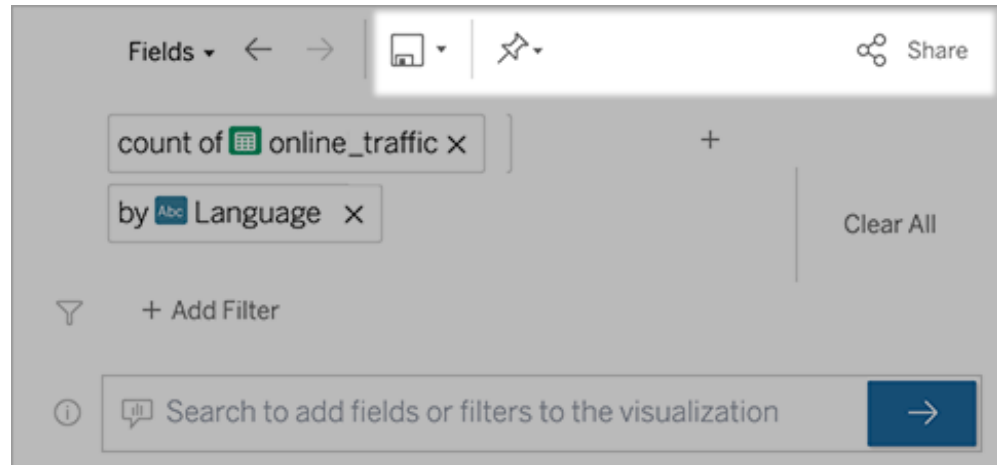 Fields
Share
count of online_traffic ×
+
by Abc Language ×
Clear All
+ Add Filter
Search to add fields or filters to the visualization